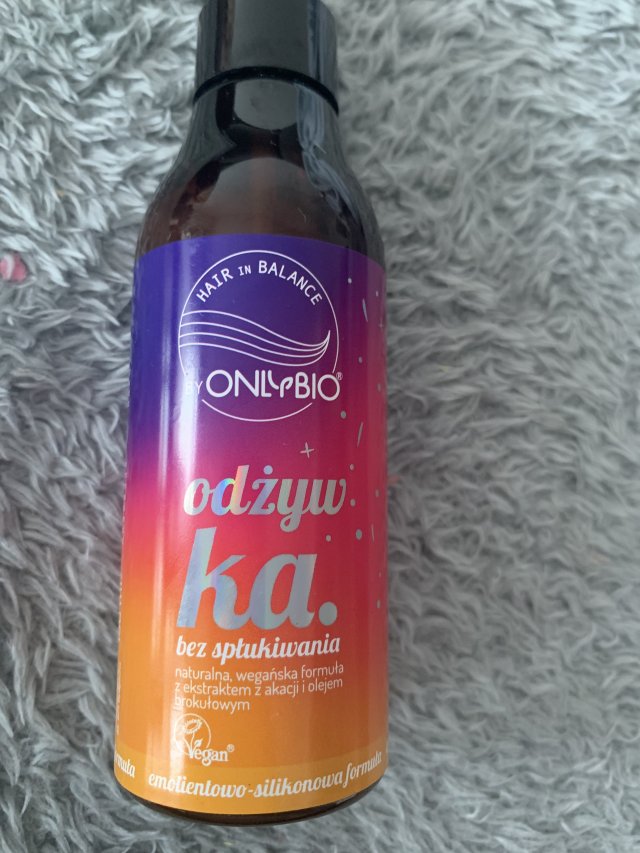 HAIR IN BALANCE
BY ONLYBIO®
odżyw
ka.
bez spłukiwania
naturalna, wegańska formuła
z ekstraktem z akacji i olejem
brokułowym
Vegan®
emolientowo-silikonowa formuła